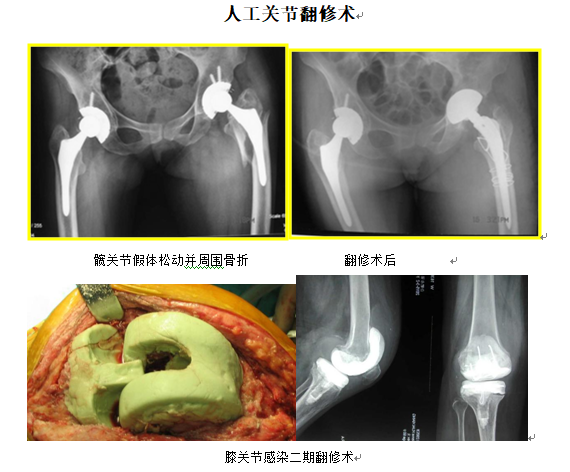 人工关节翻修术
髋关节假体松动并周围骨折
翻修术后
膝关节感染二期翻修术